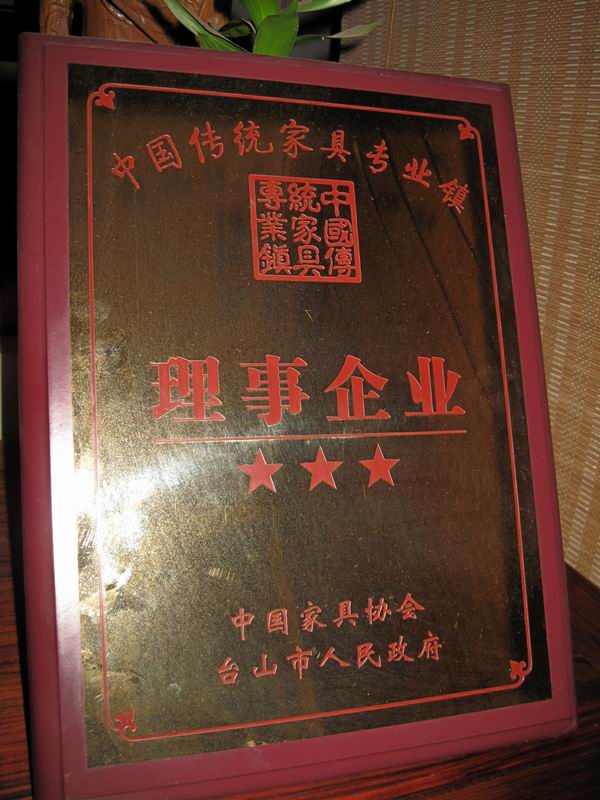 中国传统家具专业镇
中國傳
統家具
專業鎮
理事企业
中国家具协会
台山市人民政府